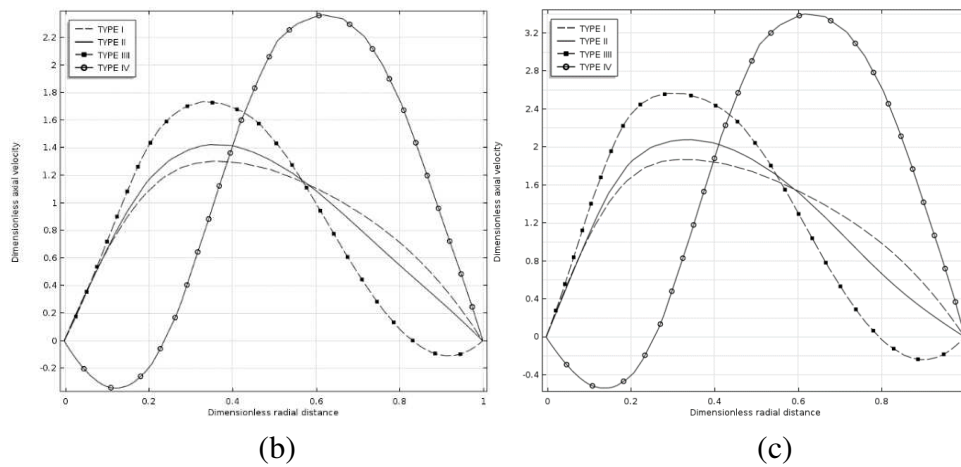 TYPE I
TYPE II
TYPE IIII
TYPE IV
Dimensionless axial velocity
2.2
2
1.8
1.6
1.4
1.2
1
0.8
0.6
0.4
0.2
0
-0.2
0 0.2 0.4 0.6 0.8 1
Dimensionless radial distance
(b)
TYPE I
TYPE II
TYPE IIII
TYPE IV
Dimensionless axial velocity
3.2
2.8
2.4
2
1.6
1.2
0.8
0.4
0
-0.4
0 0.2 0.4 0.6 0.8
Dimensionless radial distance
(c)